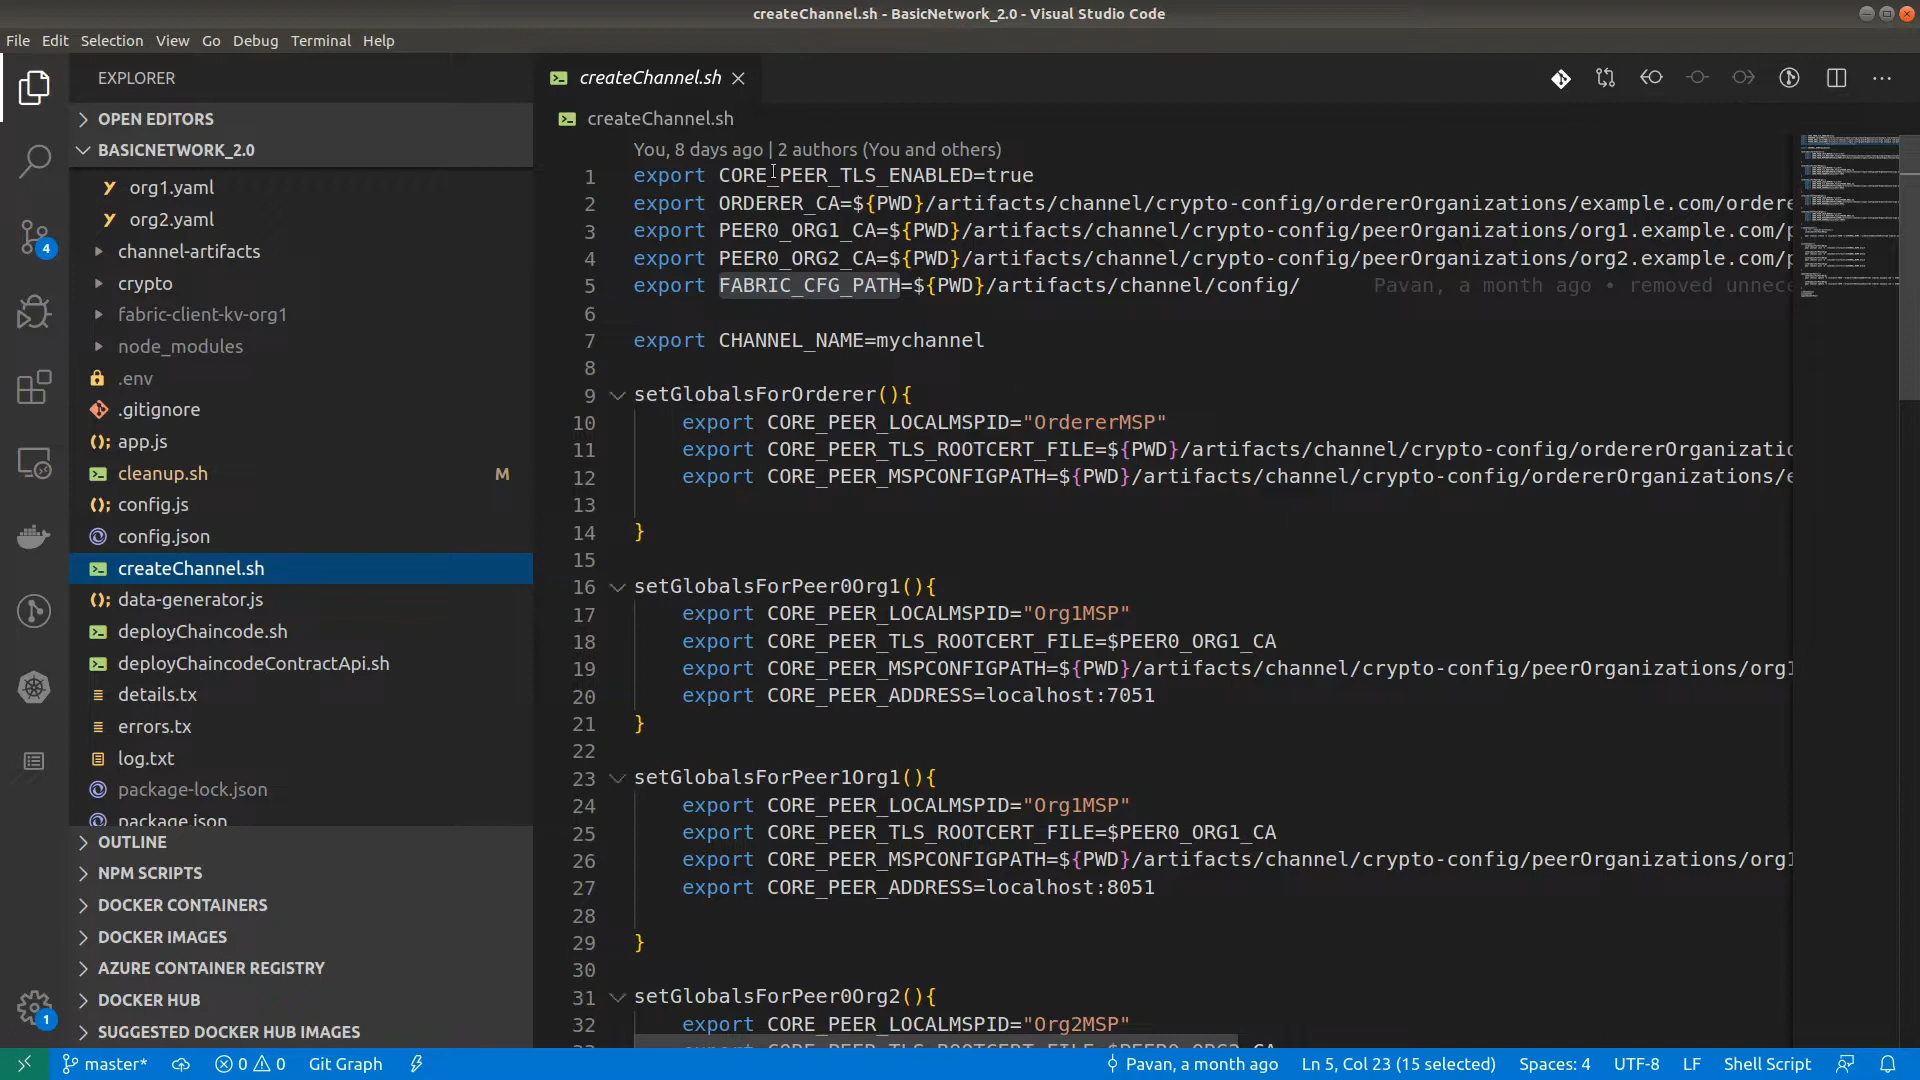 createChannel.sh - BasicNetwork_2.0 - Visual Studio Code
File Edit Selection View Go Debug Terminal Help
EXPLORER
OPEN EDITORS
BASICNETWORK_2.0
org1.yaml
org2.yaml
channel-artifacts
crypto
fabric-client-kv-org1
node_modules
.env
.gitignore
app.js
cleanup.sh M
config.js
config.json
createChannel.sh
data-generator.js
deployChaincode.sh
deployChaincodeContractApi.sh
details.tx
errors.tx
log.txt
package-lock.json
package.json
OUTLINE
NPM SCRIPTS
DOCKER CONTAINERS
DOCKER IMAGES
AZURE CONTAINER REGISTRY
DOCKER HUB
SUGGESTED DOCKER HUB IMAGES
4
1
createChannel.sh
createChannel.sh
You, 8 days ago | 2 authors (You and others)
1 export CORE_PEER_TLS_ENABLED=true
2 export ORDERER_CA=${PWD}/artifacts/channel/crypto-config/ordererOrganizations/example.com/ordere
3 export PEER0_ORG1_CA=${PWD}/artifacts/channel/crypto-config/peerOrganizations/org1.example.com/p
4 export PEER0_ORG2_CA=${PWD}/artifacts/channel/crypto-config/peerOrganizations/org2.example.com/p
5 export FABRIC_CFG_PATH=${PWD}/artifacts/channel/config/ Pavan, a month ago • removed unnece
6
7 export CHANNEL_NAME=mychannel
8
9 setGlobalsForOrderer(){
10 export CORE_PEER_LOCALMSPID="OrdererMSP"
11 export CORE_PEER_TLS_ROOTCERT_FILE=${PWD}/artifacts/channel/crypto-config/ordererOrganizatio
12 export CORE_PEER_MSPCONFIGPATH=${PWD}/artifacts/channel/crypto-config/ordererOrganizations/e
13
14 }
15
16 setGlobalsForPeer0Org1(){
17 export CORE_PEER_LOCALMSPID="Org1MSP"
18 export CORE_PEER_TLS_ROOTCERT_FILE=$PEER0_ORG1_CA
19 export CORE_PEER_MSPCONFIGPATH=${PWD}/artifacts/channel/crypto-config/peerOrganizations/org1
20 export CORE_PEER_ADDRESS=localhost:7051
21 }
22
23 setGlobalsForPeer1Org1(){
24 export CORE_PEER_LOCALMSPID="Org1MSP"
25 export CORE_PEER_TLS_ROOTCERT_FILE=$PEER0_ORG1_CA
26 export CORE_PEER_MSPCONFIGPATH=${PWD}/artifacts/channel/crypto-config/peerOrganizations/org1
27 export CORE_PEER_ADDRESS=localhost:8051
28
29 }
30
31 setGlobalsForPeer0Org2(){
32 export CORE_PEER_LOCALMSPID="Org2MSP"
master* 0 0 Git Graph Pavan, a month ago Ln 5, Col 23 (15 selected) Spaces: 4 UTF-8 LF Shell Script